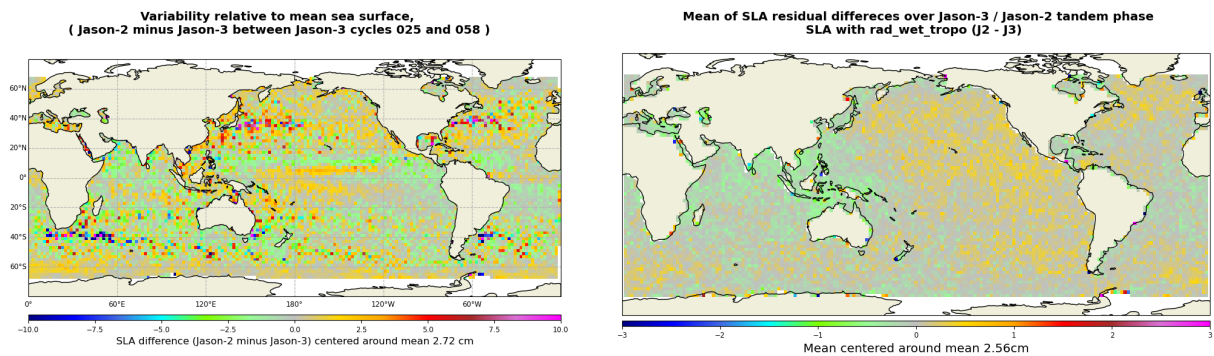 Variability relative to mean sea surface,
( Jason-2 minus Jason-3 between Jason-3 cycles 025 and 058 )
60°N
40°N
20°N
0°
20°S
40°S
60°S
0°
60°E
120°E
180°
120°W
60°W
−10.0
−7.5
−5.0
−2.5
0.0
2.5
5.0
7.5
10.0
SLA difference (Jason-2 minus Jason-3) centered around mean 2.72 cm
Mean of SLA residual differeces over Jason-3 / Jason-2 tandem phase
SLA with rad_wet_tropo (J2 - J3)
−3
−2
−1
0
1
2
3
Mean centered around mean 2.56cm